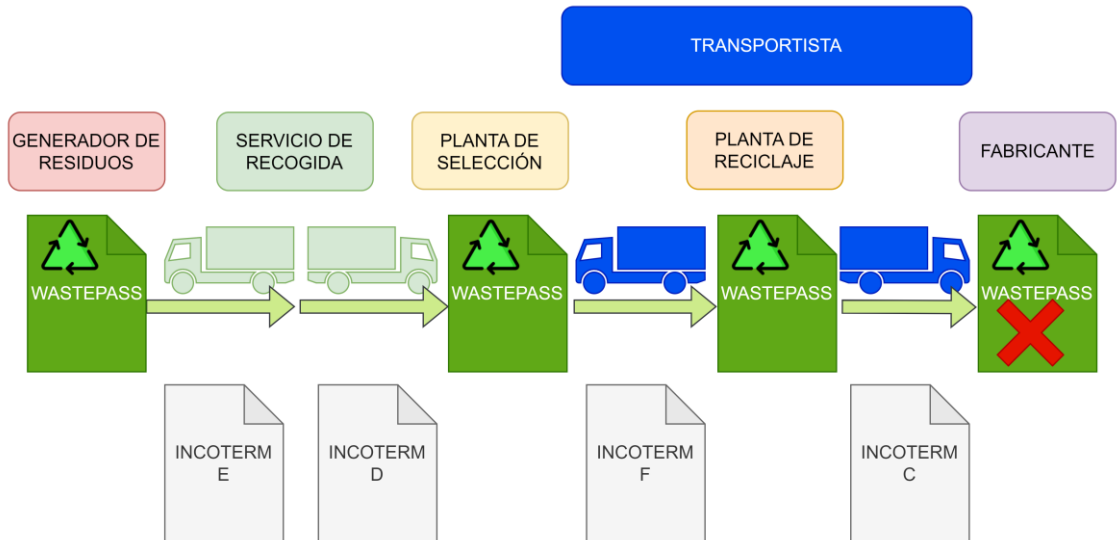 TRANSPORTISTA
GENERADOR DE
RESIDUOS
SERVICIO DE
RECOGIDA
PLANTA DE
SELECCIÓN
PLANTA DE
RECICLAJE
FABRICANTE
WASTEPASS
WASTEPASS
WASTEPASS
WASTEPASS
INCOTERM
E
INCOTERM
D
INCOTERM
F
INCOTERM
C